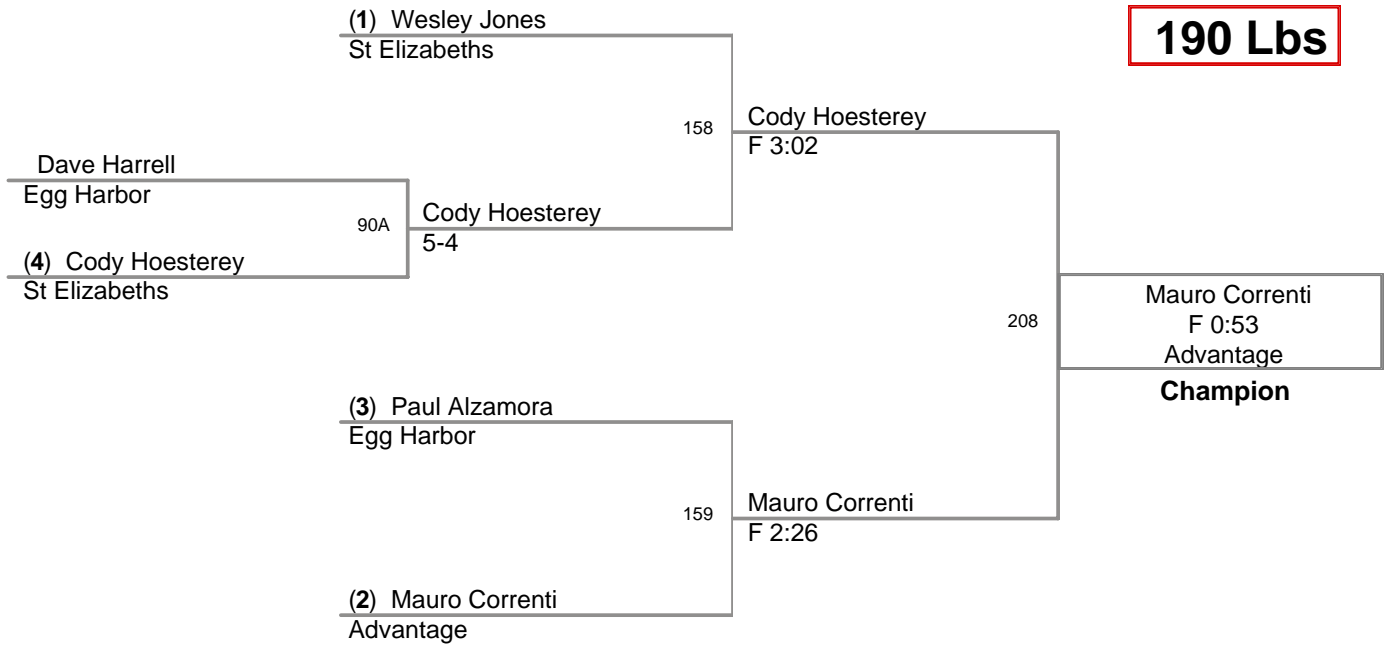 (1) Wesley Jones
St Elizabeths
190 Lbs
158
Cody Hoesterey
F 3:02
Dave Harrell
Egg Harbor
90A
Cody Hoesterey
5-4
(4) Cody Hoesterey
St Elizabeths
208
Mauro Correnti
F 0:53
Advantage
Champion
(3) Paul Alzamora
Egg Harbor
159
Mauro Correnti
F 2:26
(2) Mauro Correnti
Advantage